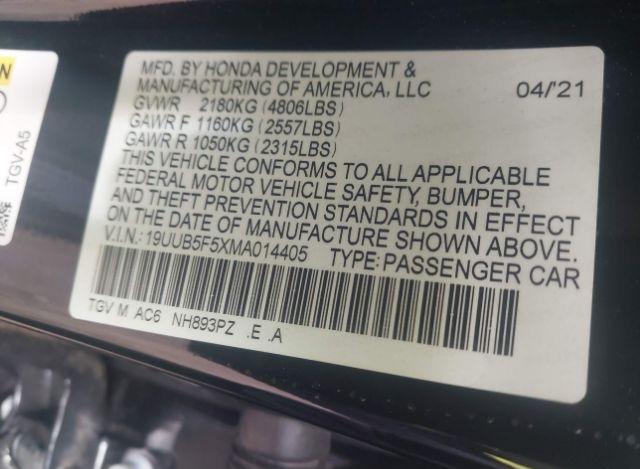 MFD. BY HONDA DEVELOPMENT &
MANUFACTURING OF AMERICA, LLC 04/'21
GVWR 2180KG (4806LBS)
GAWR F 1160KG (2557LBS)
GAWR R 1050KG (2315LBS)
THIS VEHICLE CONFORMS TO ALL APPLICABLE
FEDERAL MOTOR VEHICLE SAFETY, BUMPER,
AND THEFT PREVENTION STANDARDS IN EFFECT
ON THE DATE OF MANUFACTURE SHOWN ABOVE.
V.I.N.: 19UUB5F5XMA014405 TYPE: PASSENGER CAR
TGV M AC6 NH893PZ .E .A
TGV-A5